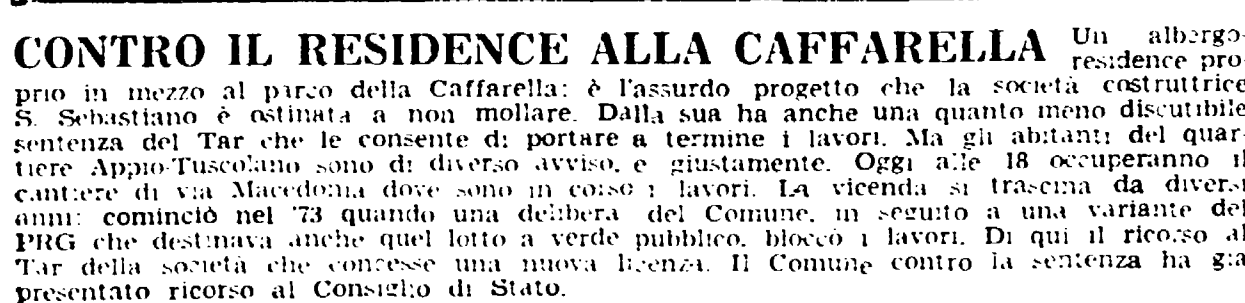 CONTRO IL RESIDENCE ALLA CAFFARELLA Un albergo-
residence pro-
prio in mezzo al parco della Caffarella: è l'assurdo progetto che la società costruttrice
S. Sebastiano è ostinata a non mollare. Dalla sua ha anche una quanto meno discutibile
sentenza del Tar che le consente di portare a termine i lavori. Ma gli abitanti del quar-
tiere Appio-Tuscolano sono di diverso avviso, e giustamente. Oggi alle 18 occuperanno il
cantiere di via Macedonia dove sono in corso i lavori. La vicenda si trascina da diversi
anni: cominciò nel '73 quando una delibera del Comune, in seguito a una variante del
PRG che destinava anche quel lotto a verde pubblico, bloccò i lavori. Di qui il ricorso al
Tar della società che concesse una nuova licenza. Il Comune contro la sentenza ha già
presentato ricorso al Consiglio di Stato.